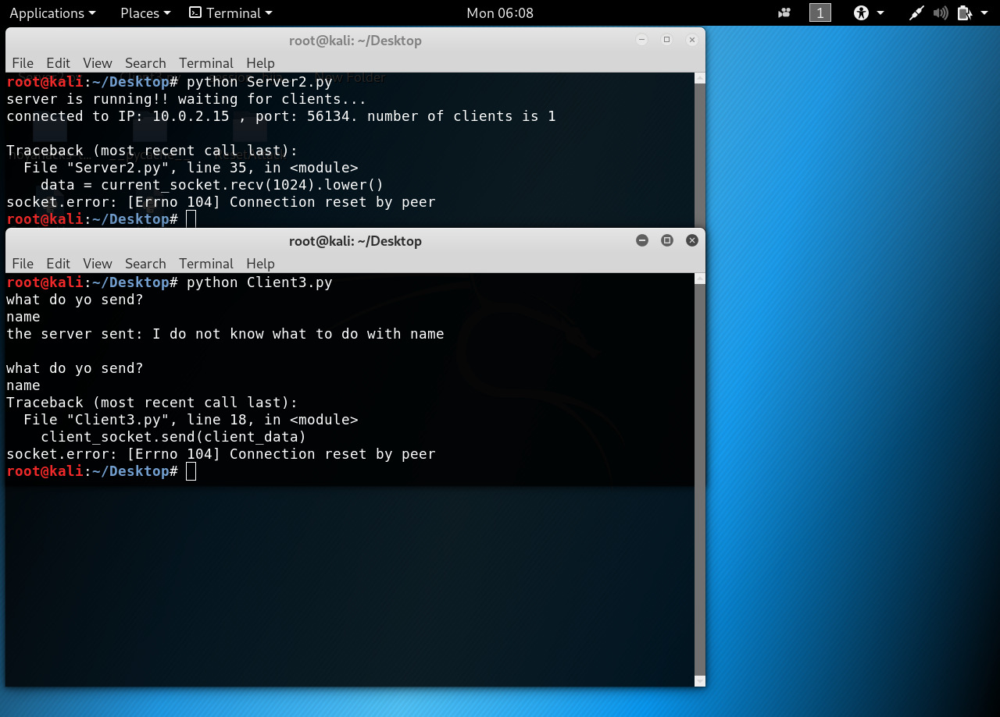 Applications Places Terminal Mon 06:08 1
root@kali: ~/Desktop
File Edit View Search Terminal Help
New Folder
root@kali:~/Desktop# python Server2.py
server is running!! waiting for clients...
connected to IP: 10.0.2.15 , port: 56134. number of clients is 1
Traceback (most recent call last):
File "Server2.py", line 35, in <module>
data = current_socket.recv(1024).lower()
socket.error: [Errno 104] Connection reset by peer
root@kali:~/Desktop#
root@kali: ~/Desktop
File Edit View Search Terminal Help
root@kali:~/Desktop# python Client3.py
what do yo send?
name
the server sent: I do not know what to do with name
what do yo send?
name
Traceback (most recent call last):
File "Client3.py", line 18, in <module>
client_socket.send(client_data)
socket.error: [Errno 104] Connection reset by peer
root@kali:~/Desktop#